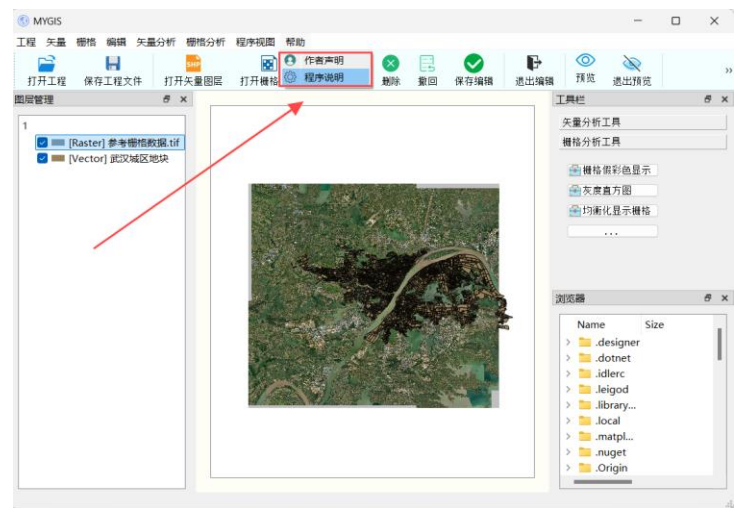 MYGIS
工程 矢量 栅格 编辑 矢量分析 栅格分析 程序视图 帮助
作者声明
程序说明
SHP
打开工程 保存工程文件 打开矢量图层 打开栅格 删除 撤回 保存编辑 退出编辑 预览 退出预览 »
图层管理
1
[Raster] 参考栅格数据.tif
[Vector] 武汉城区地块
工具栏
矢量分析工具
栅格分析工具
栅格假彩色显示
灰度直方图
均衡化显示栅格
...
浏览器
Name Size
.designer
.dotnet
.idlerc
.leigod
.library...
.local
.matpl...
.nuget
.Origin